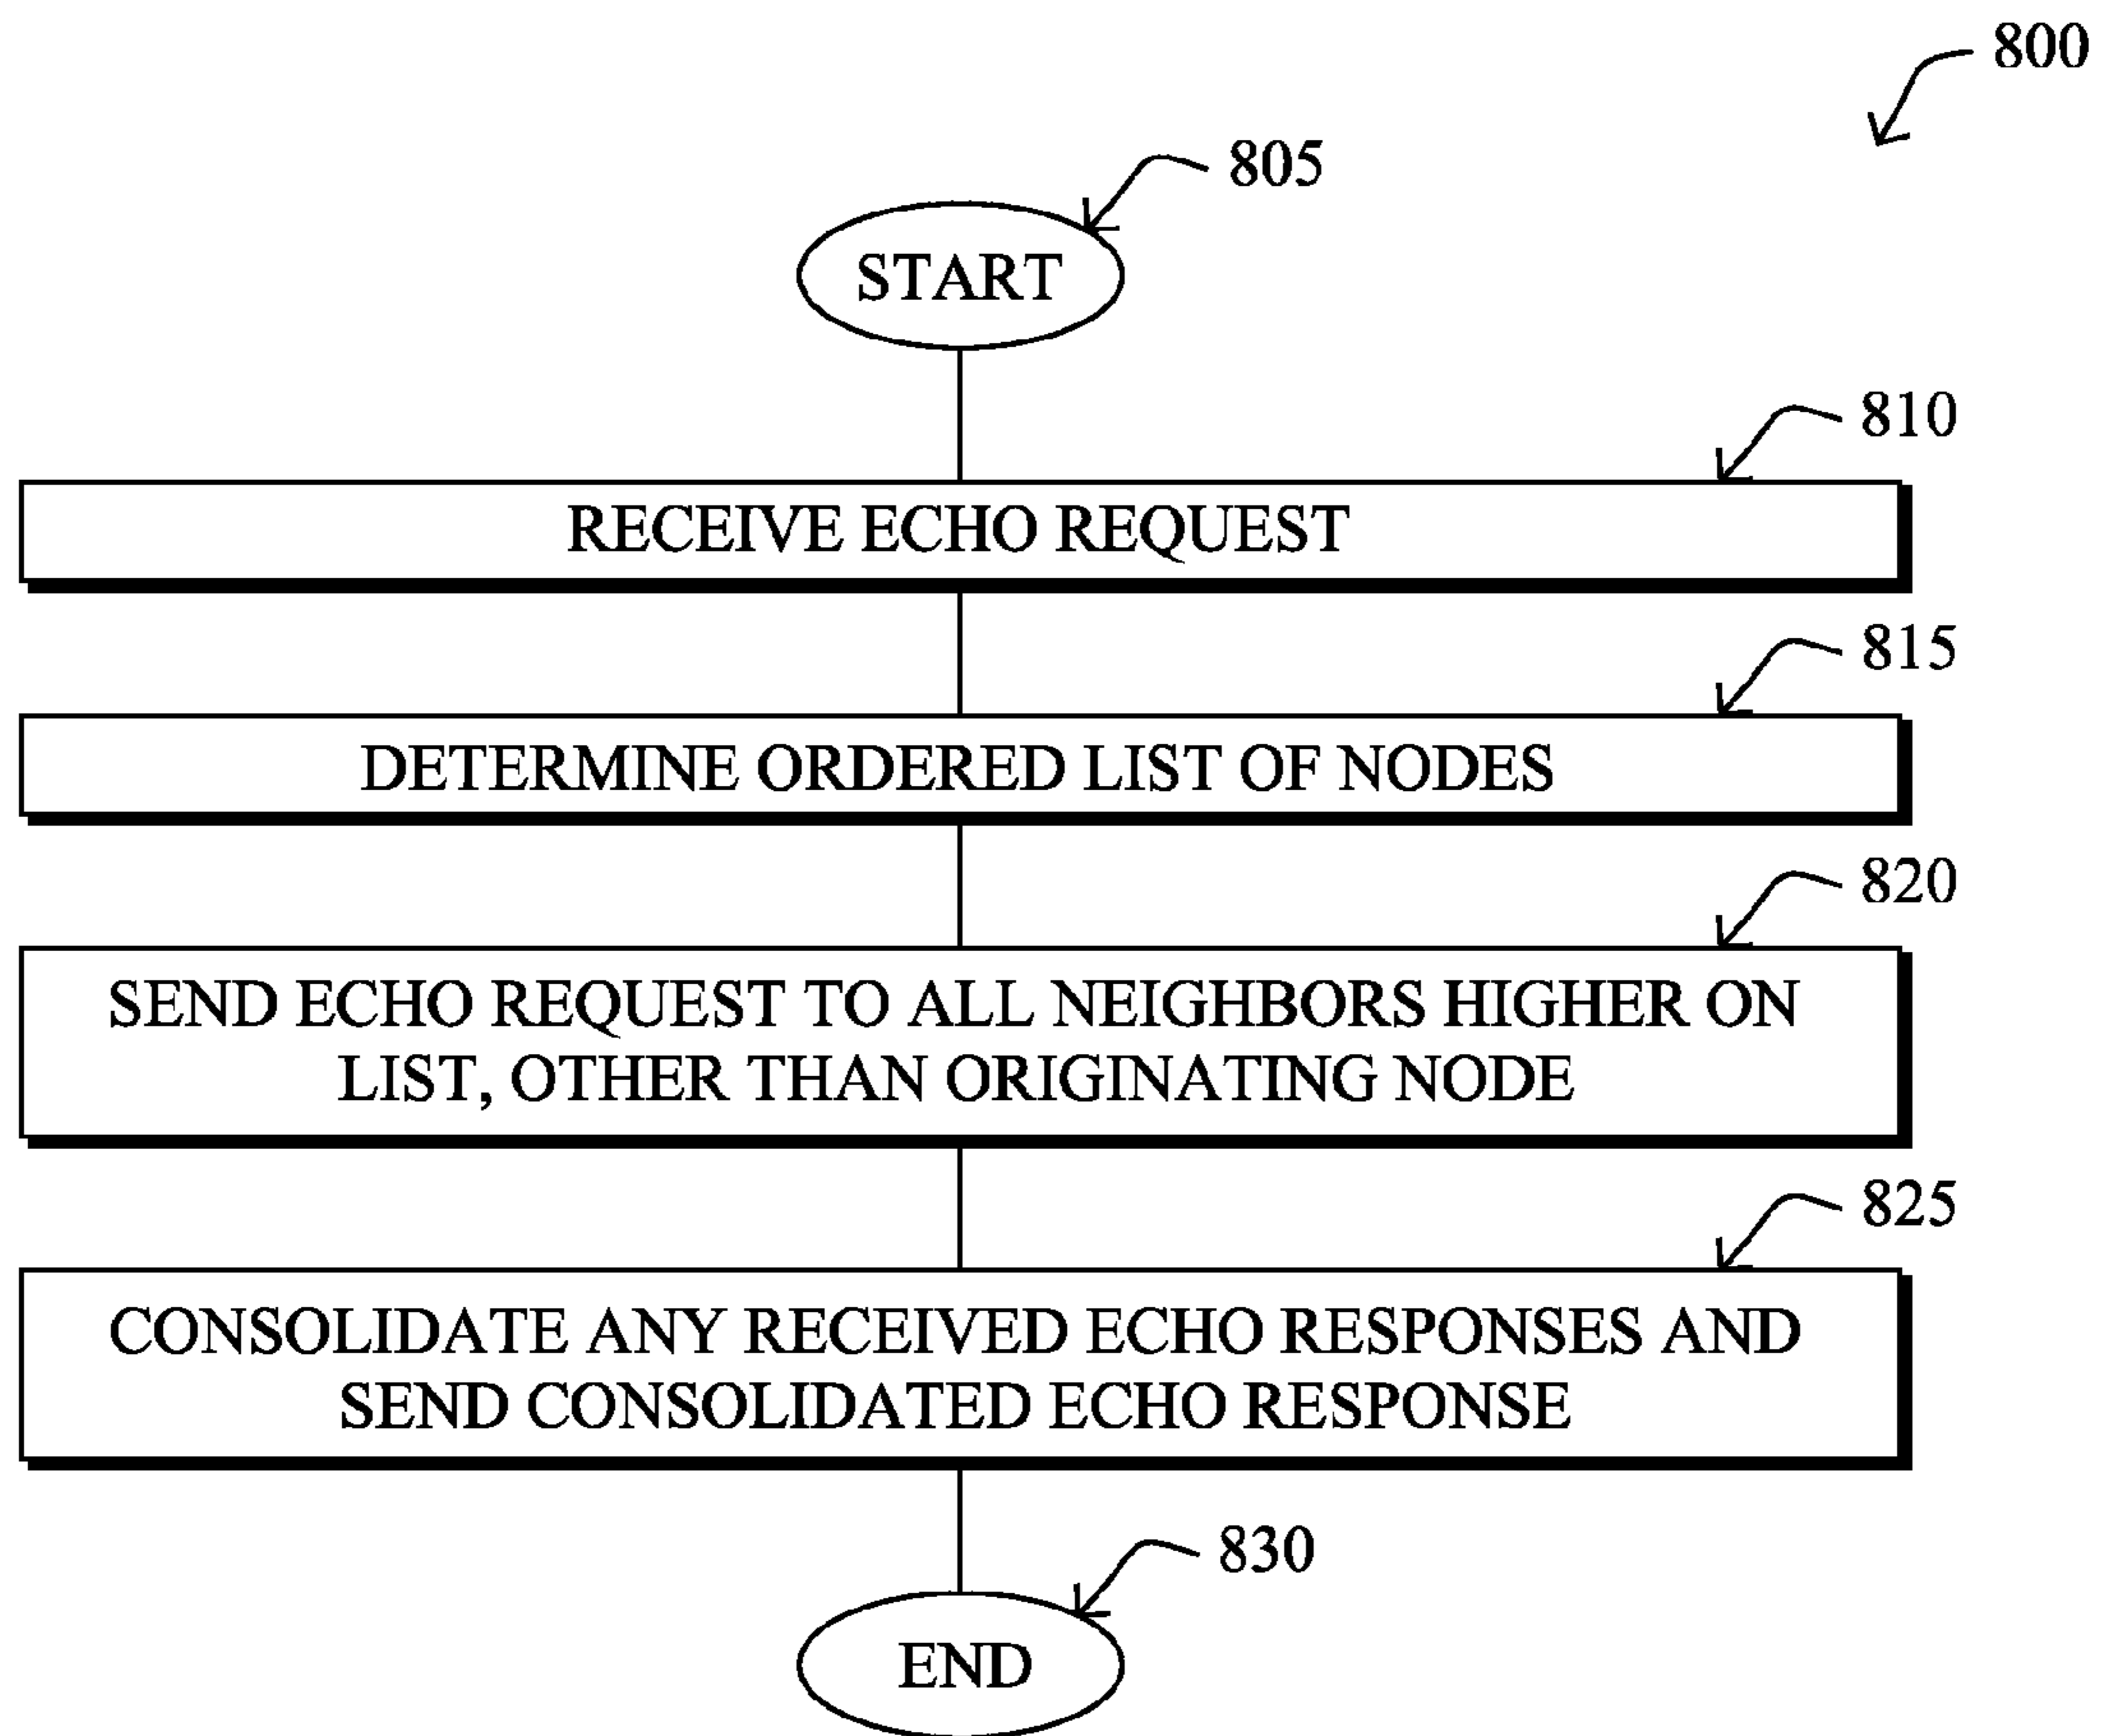 800
805
START
810
RECEIVE ECHO REQUEST
815
DETERMINE ORDERED LIST OF NODES
820
SEND ECHO REQUEST TO ALL NEIGHBORS HIGHER ON
LIST, OTHER THAN ORIGINATING NODE
825
CONSOLIDATE ANY RECEIVED ECHO RESPONSES AND
SEND CONSOLIDATED ECHO RESPONSE
830
END